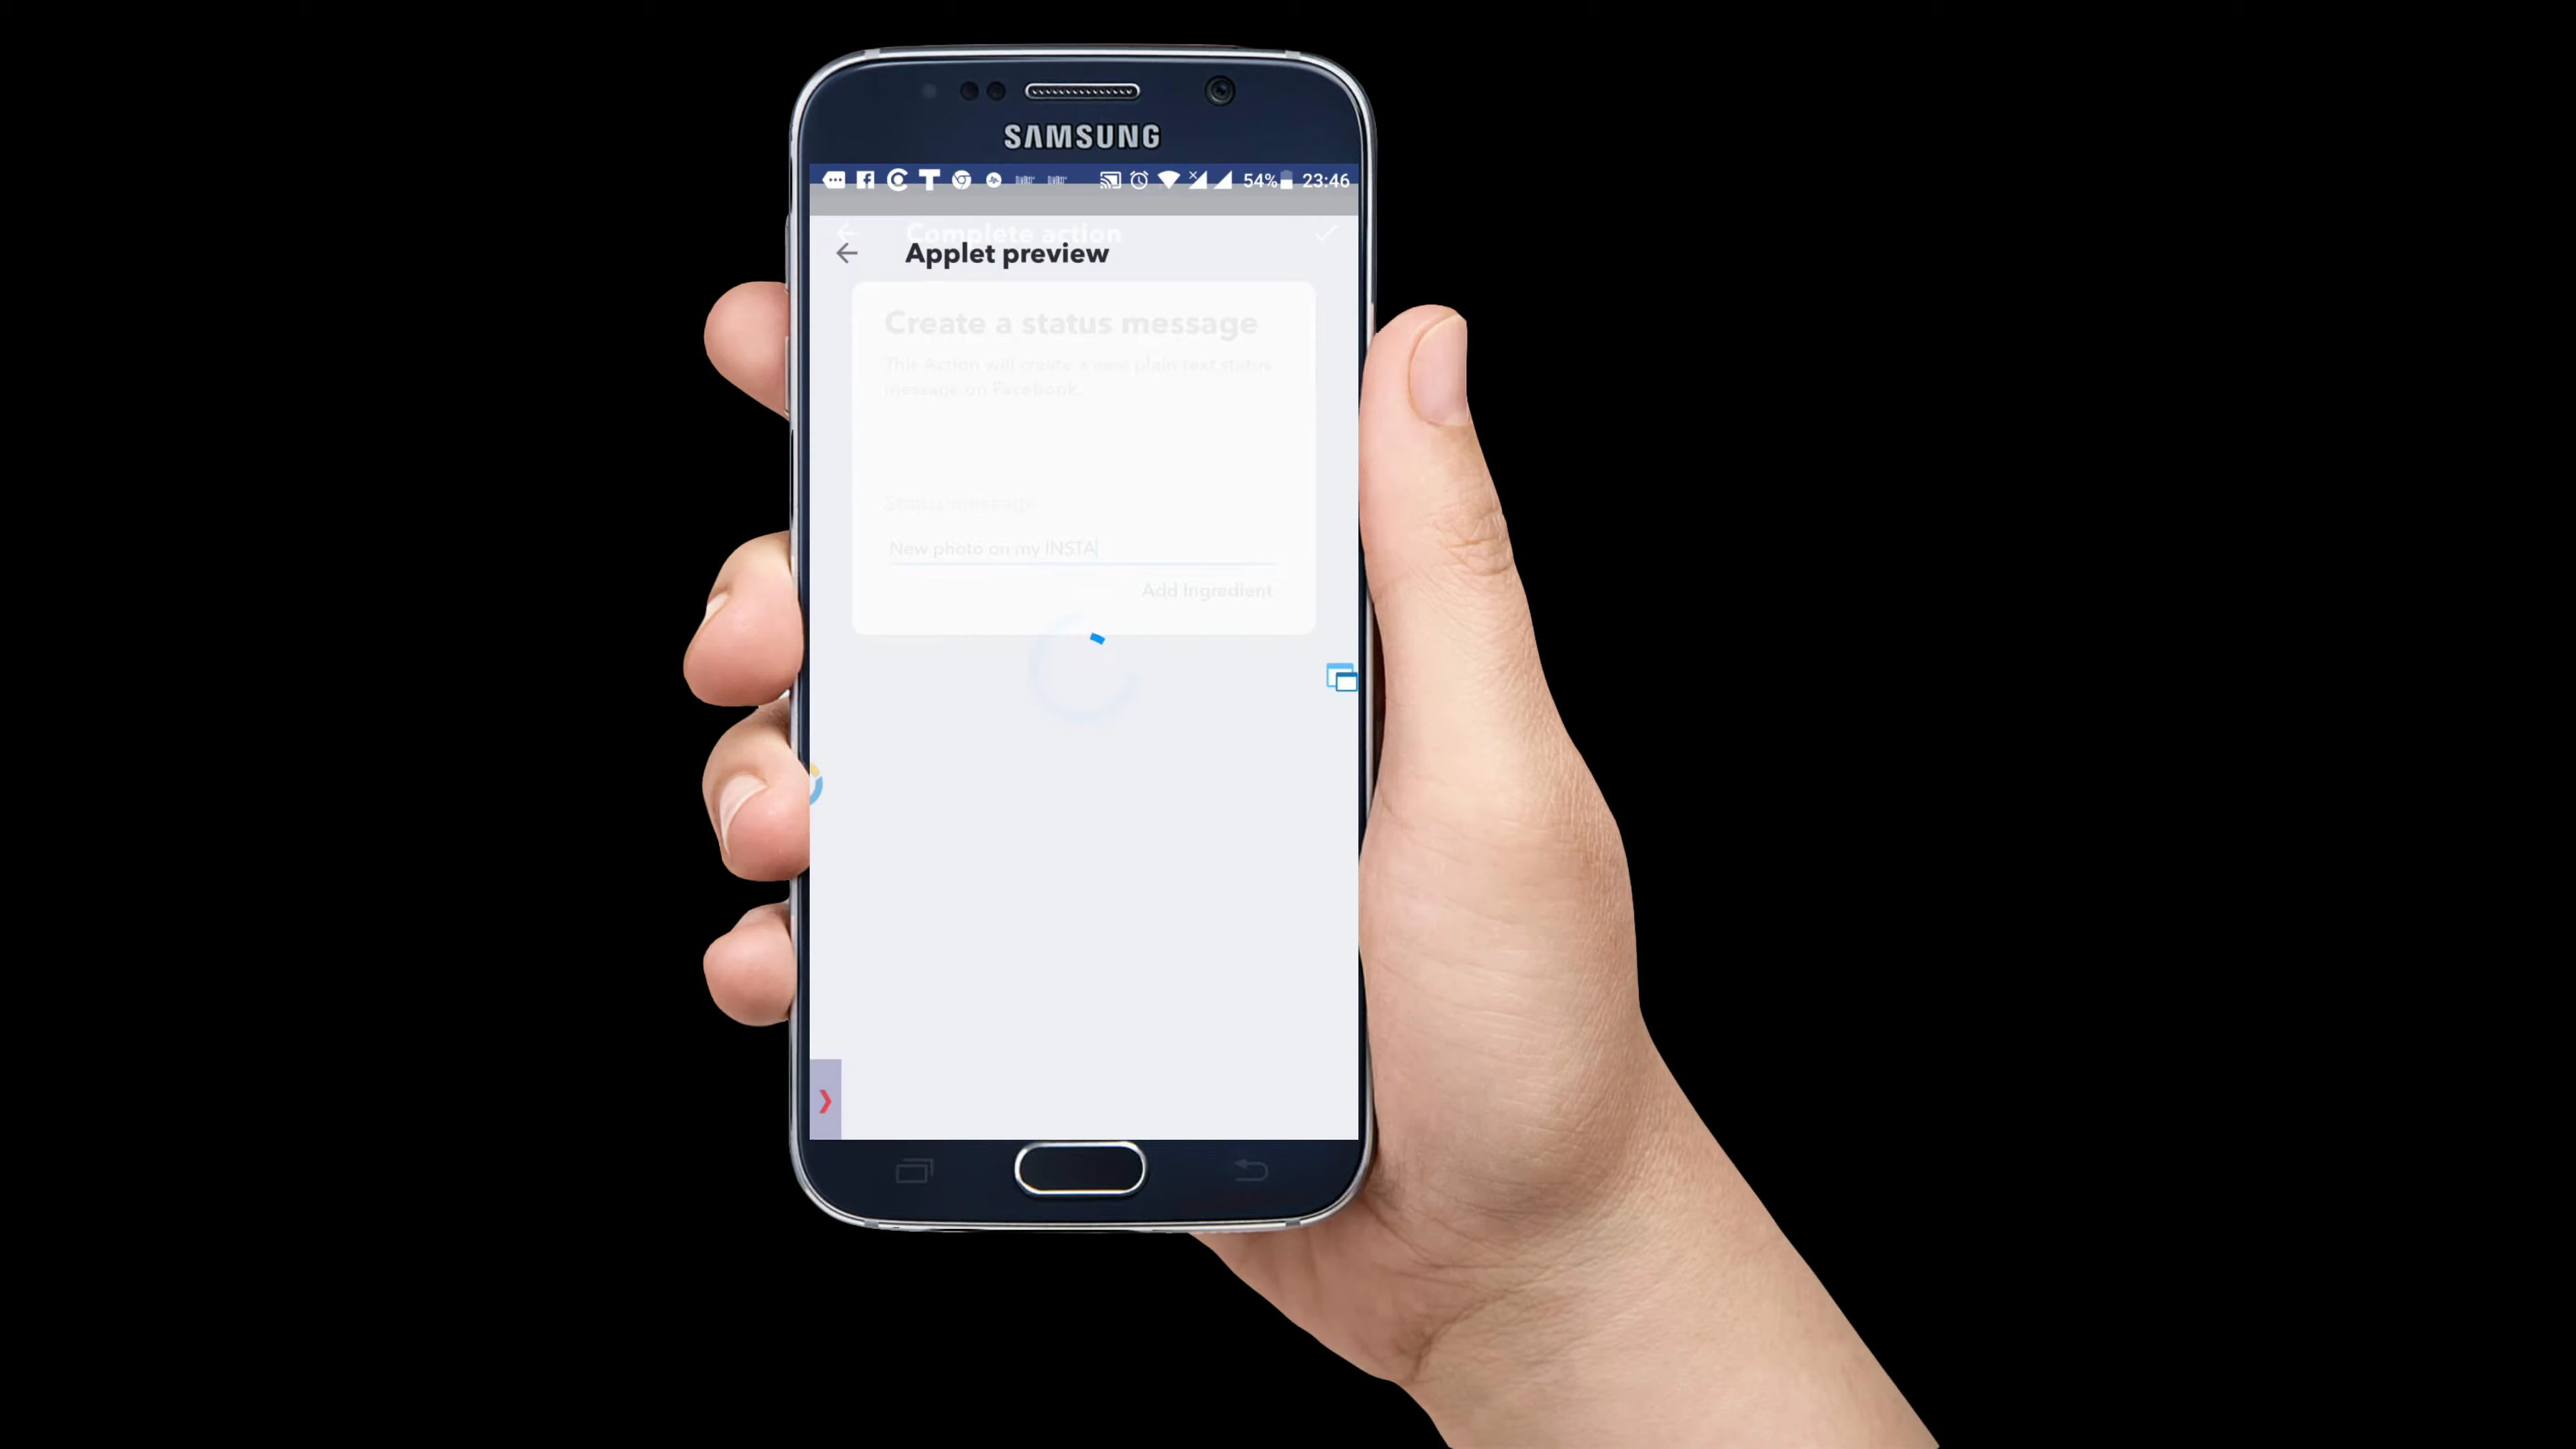 SAMSUNG
54% 23:46
Complete action
Applet preview
Create a status message
This Action will create a new plain text status
message on Facebook.
Status message
New photo on my INSTA
Add Ingredient